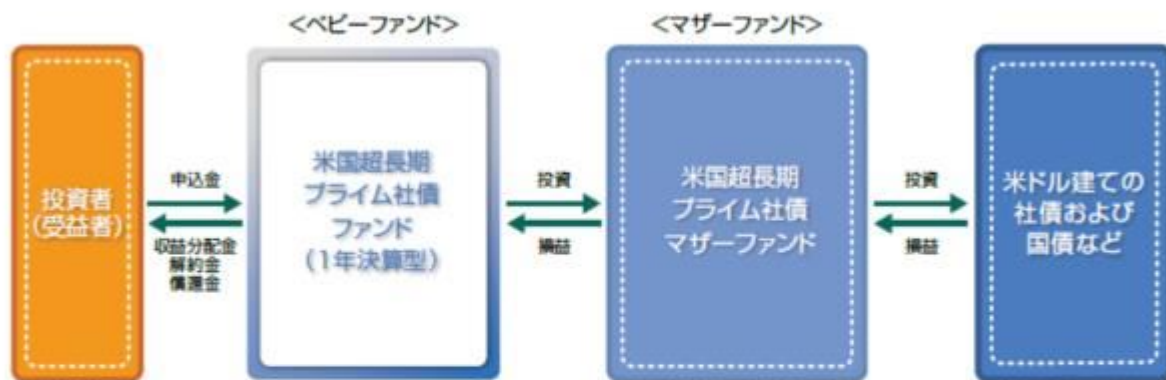 <ベビーファンド>
<マザーファンド>
投資者
(受益者)
申込金
収益分配金
解約金
償還金
米国超長期
プライム社債
ファンド
(1年決算型)
投資
損益
米国超長期
プライム社債
マザーファンド
投資
損益
米ドル建ての
社債および
国債など